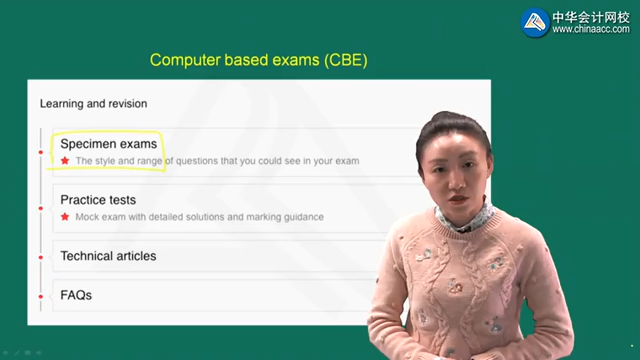 中华会计网校
www.chinaacc.com
Computer based exams (CBE)
Learning and revision
Specimen exams
The style and range of questions that you could see in your exam
Practice tests
Mock exam with detailed solutions and marking guidance
Technical articles
FAQs